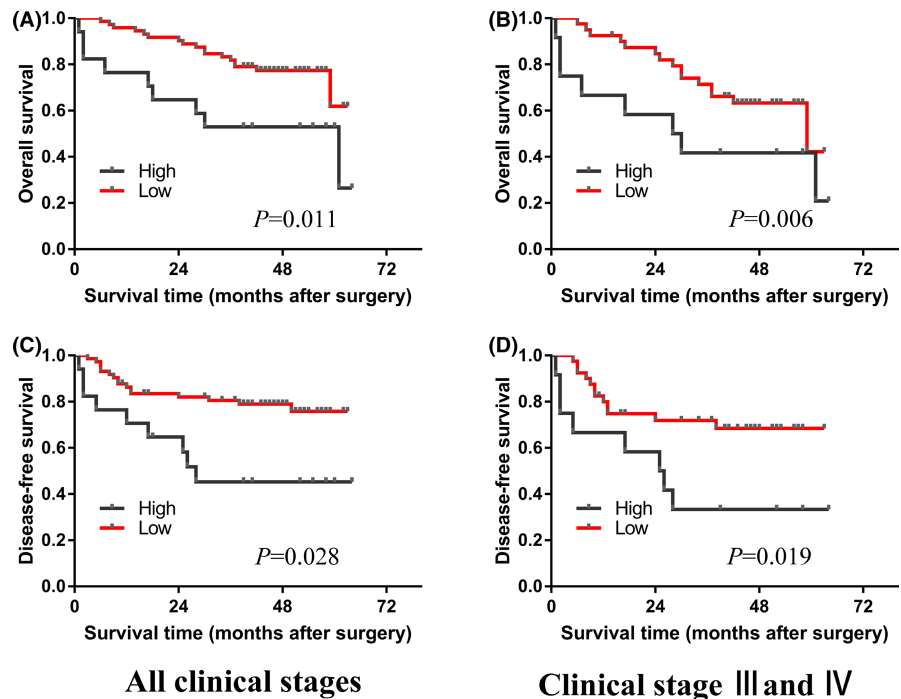 (A)
1.0
0.8
0.6
0.4
0.2
0.0
Overall survival
High
Low
P=0.011
0 24 48 72
Survival time (months after surgery)
(B)
1.0
0.8
0.6
0.4
0.2
0.0
Overall survival
High
Low
P=0.006
0 24 48 72
Survival time (months after surgery)
(C)
1.0
0.8
0.6
0.4
0.2
0.0
Disease-free survival
High
Low
P=0.028
0 24 48 72
Survival time (months after surgery)
(D)
1.0
0.8
0.6
0.4
0.2
0.0
Disease-free survival
High
Low
P=0.019
0 24 48 72
Survival time (months after surgery)
All clinical stages
Clinical stage Ⅲ and Ⅳ